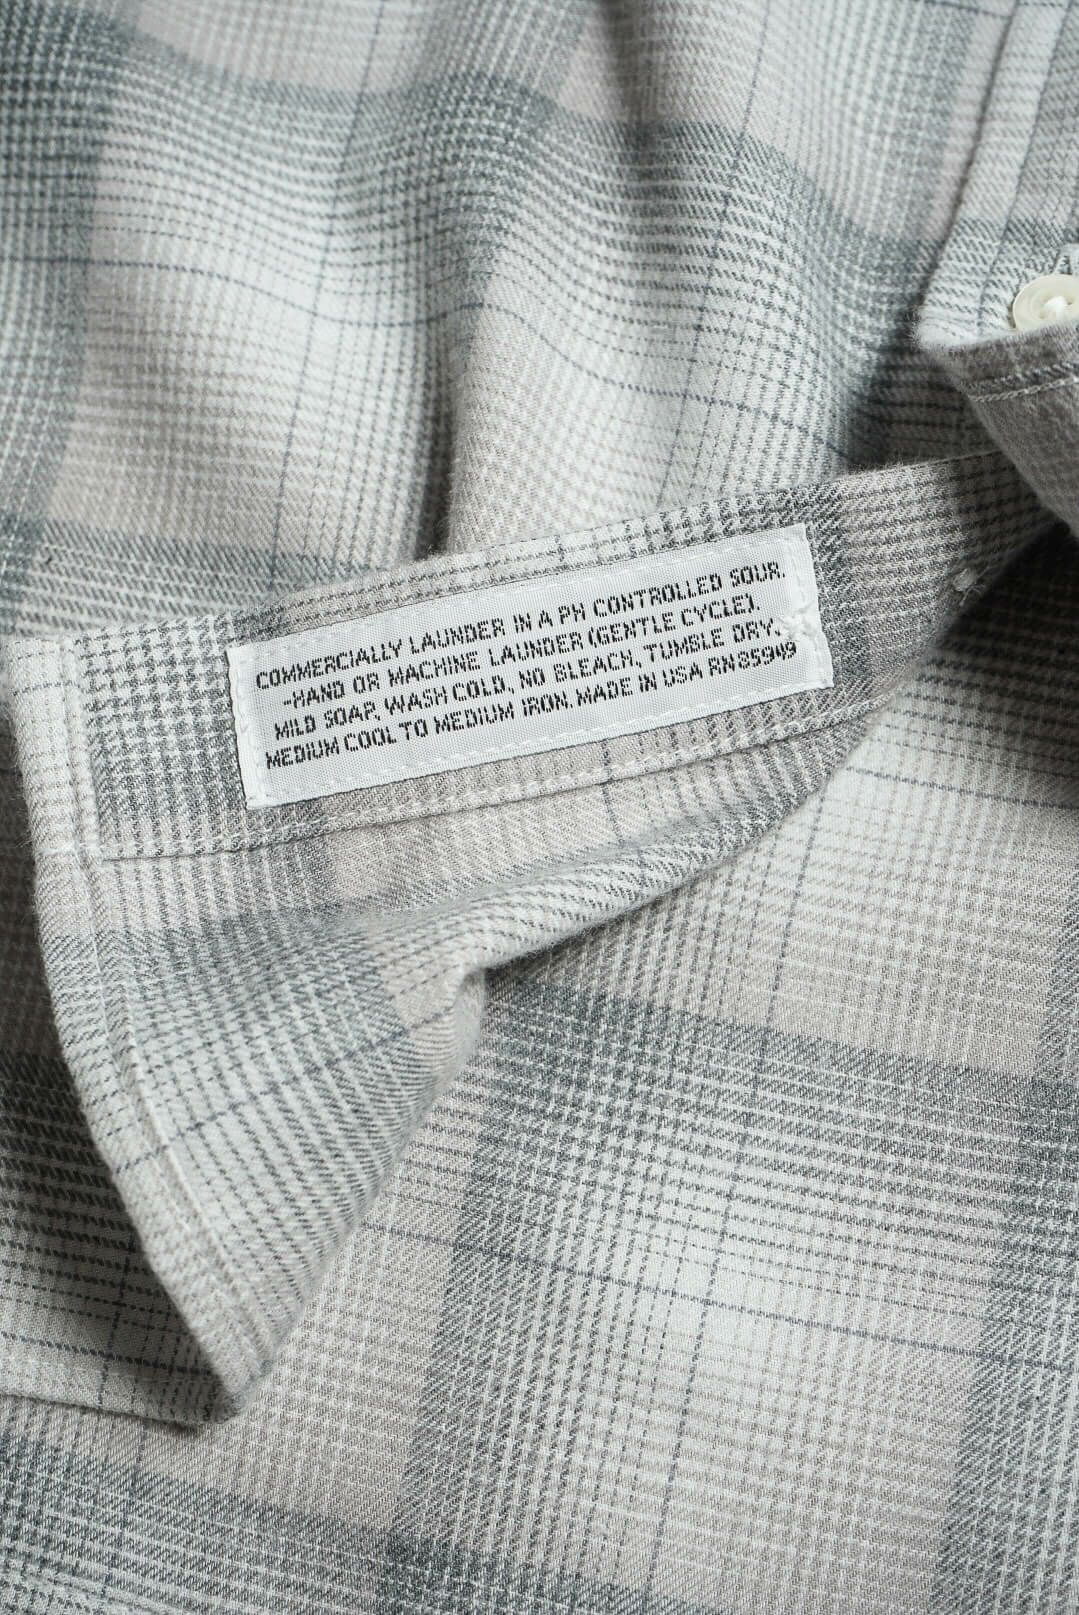 COMMERCIALLY LAUNDER IN A PH CONTROLLED SOUR.
-HAND OR MACHINE LAUNDER (GENTLE CYCLE).
MILD SOAP, WASH COLD, NO BLEACH, TUMBLE DRY,
MEDIUM COOL TO MEDIUM IRON. MADE IN USA RN85949